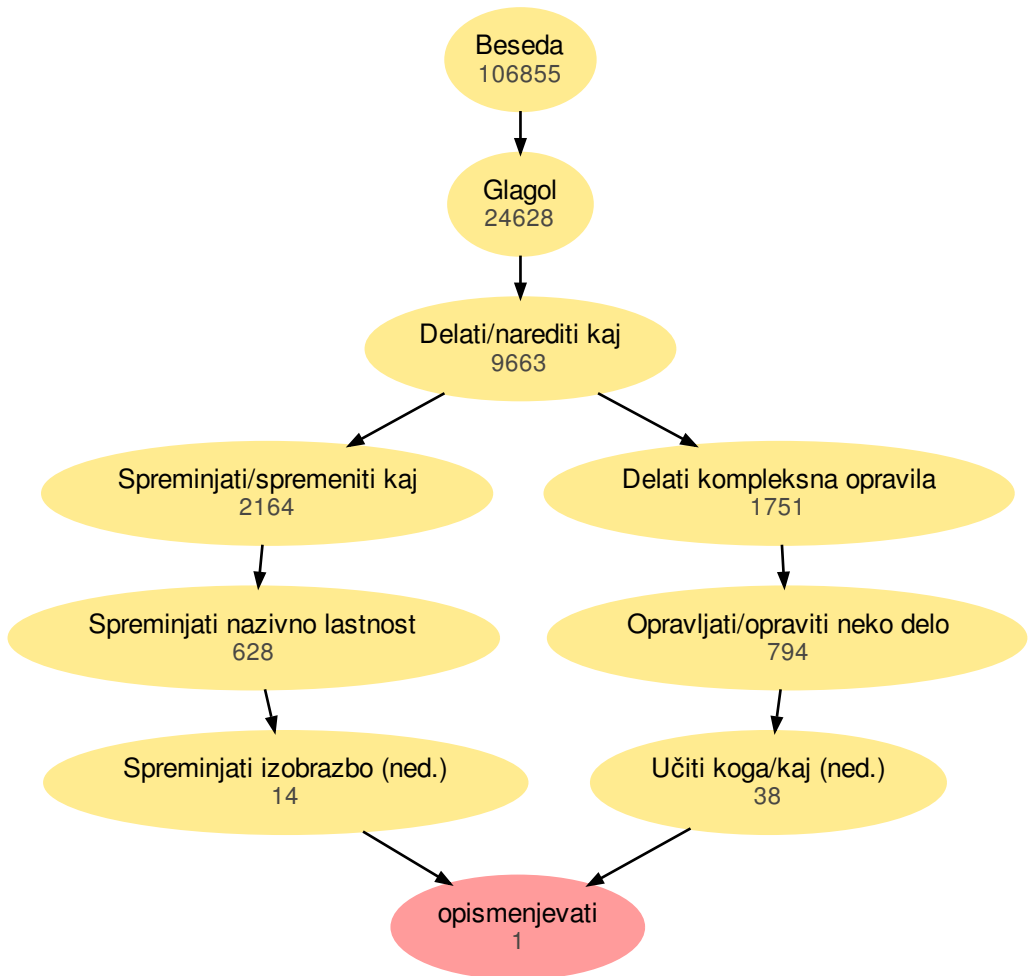 Beseda
106855
Glagol
24628
Delati/narediti kaj
9663
Spreminjati/spremeniti kaj
2164
Delati kompleksna opravila
1751
Spreminjati nazivno lastnost
628
Opravljati/opraviti neko delo
794
Spreminjati izobrazbo (ned.)
14
Učiti koga/kaj (ned.)
38
opismenjevati
1